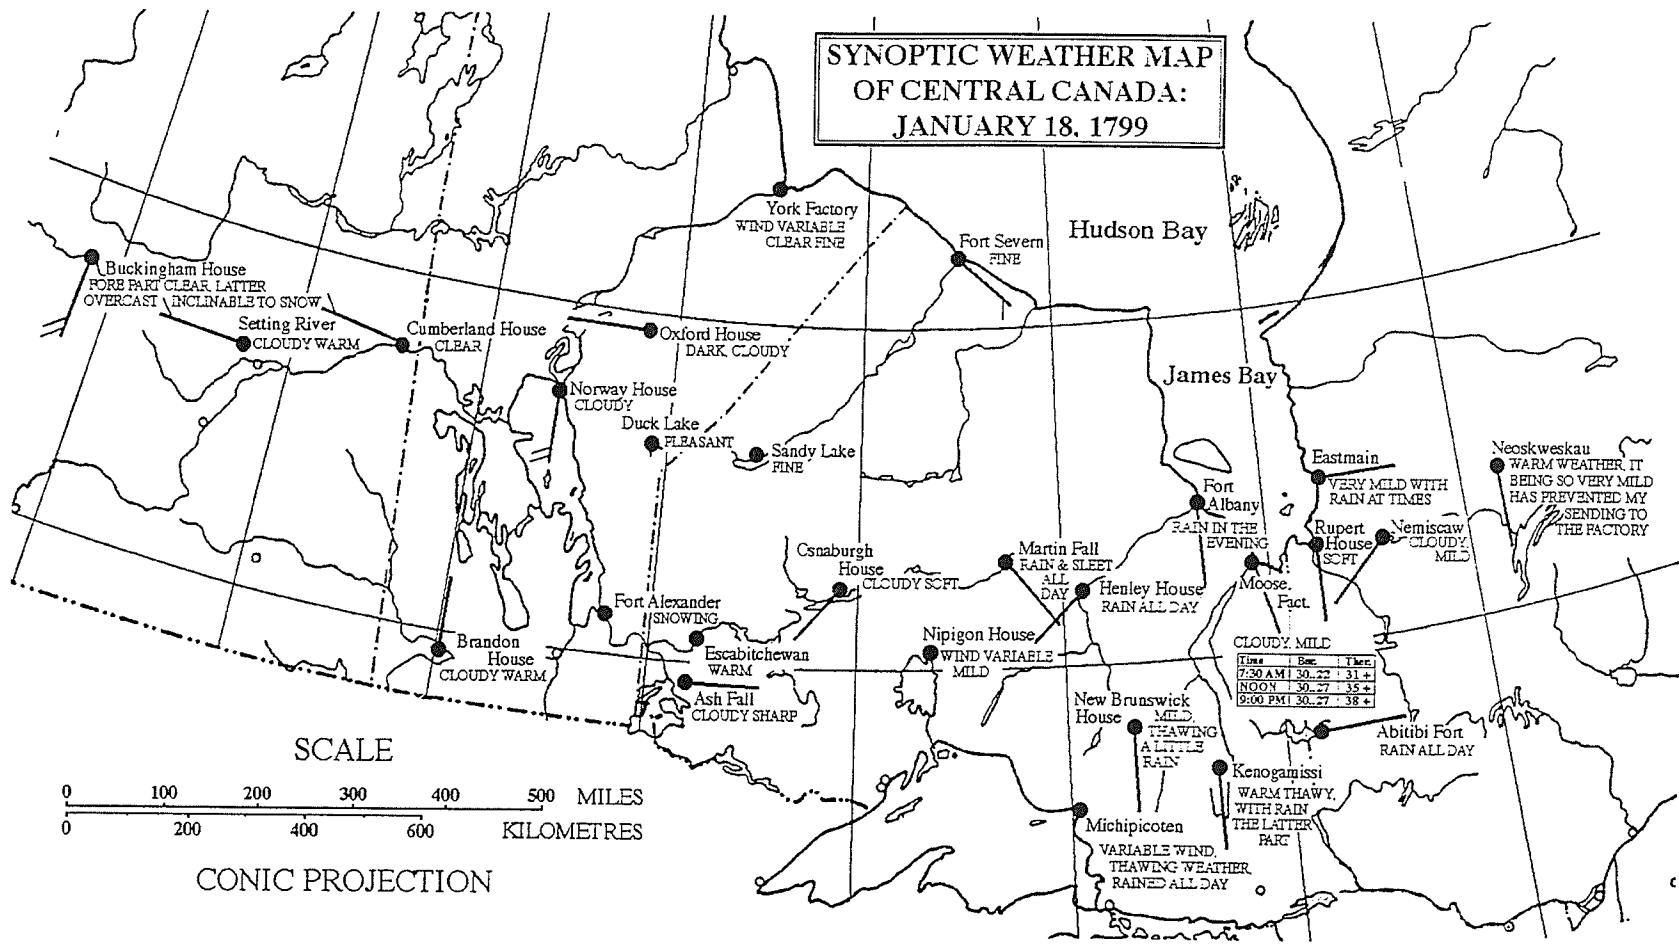 SYNOPTIC WEATHER MAP
OF CENTRAL CANADA:
JANUARY 18, 1799
York Factory
WIND VARIABLE
CLEAR FINE
Hudson Bay
Fort Severn
FINE
Buckingham House
FORE PART CLEAR LATTER
OVERCAST INCLINABLE TO SNOW
Setting River
CLOUDY WARM
Cumberland House
CLEAR
Oxford House
DARK, CLOUDY
Norway House
CLOUDY
Duck Lake
PLEASANT
Sandy Lake
FINE
James Bay
Eastmain
VERY MILD WITH
RAIN AT TIMES
Neoskweskau
WARM WEATHER, IT
BEING SO VERY MILD
HAS PREVENTED MY
SENDING TO
THE FACTORY
Fort
Albany
RAIN IN THE
EVENING
Rupert
House
SOFT
Nemiscaw
CLOUDY,
MILD
Osnaburgh
House
CLOUDY SOFT
Martin Fall
RAIN & SLEET
ALL
DAY
Henley House
RAIN ALL DAY
Moose
Fact.
CLOUDY, MILD
Time Bar. Ther.
7:30 AM 30..22 31 +
NOON 30..27 35 +
9:00 PM 30..27 38 +
Fort Alexander
SNOWING
Brandon
House
CLOUDY WARM
Escabitchewan
WARM
Ash Fall
CLOUDY SHARP
Nipigon House
WIND VARIABLE
MILD
New Brunswick
House
MILD,
THAWING
A LITTLE
RAIN
Abitibi Fort
RAIN ALL DAY
Kenogamissi
WARM THAWY,
WITH RAIN
THE LATTER
PART
Michipicoten
VARIABLE WIND,
THAWING WEATHER,
RAINED ALL DAY
SCALE
0 100 200 300 400 500 MILES
0 200 400 600 KILOMETRES
CONIC PROJECTION